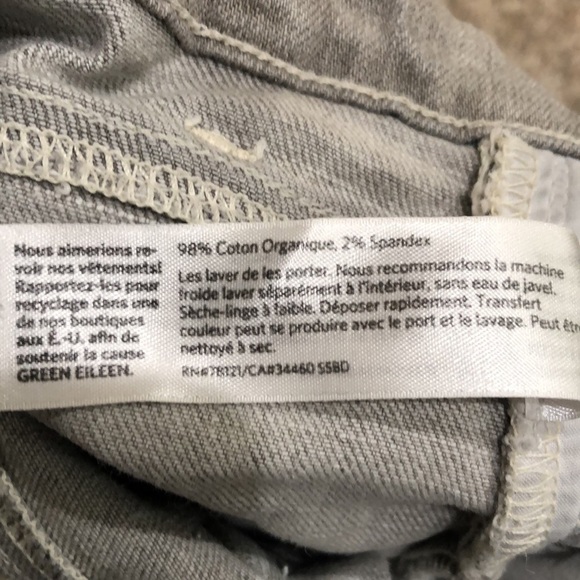 Nous aimerions re-
voir nos vêtements!
Rapportez-les pour
recyclage dans une
de nos boutiques
aux É.-U. afin de
soutenir la cause
GREEN EILEEN.
98% Coton Organique, 2% Spandex
Les laver de les porter. Nous recommandons la machine
froide laver séparément à l'intérieur, sans eau de javel.
Sèche-linge à faible. Déposer rapidement. Transfert
couleur peut se produire avec le port et le lavage. Peut êtr
nettoyé à sec.
RN#78121/CA#34460 SSBD